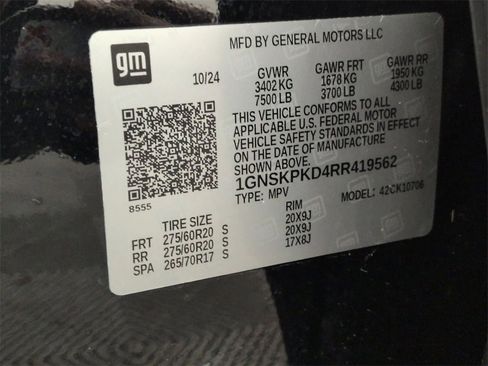 gm
MFD BY GENERAL MOTORS LLC
10/24
GVWR GAWR FRT GAWR RR
3402 KG 1678 KG 1950 KG
7500 LB 3700 LB 4300 LB
THIS VEHICLE CONFORMS TO ALL
APPLICABLE U.S. FEDERAL MOTOR
VEHICLE SAFETY STANDARDS IN EFFECT
ON THE DATE OF MANUFACTURE
SHOWN ABOVE.
1GNSKPKD4RR419562
8555
TYPE: MPV MODEL: 42CK10706
TIRE SIZE RIM
FRT 275/60R20 S 20X9J
RR 275/60R20 S 20X9J
SPA 265/70R17 S 17X8J